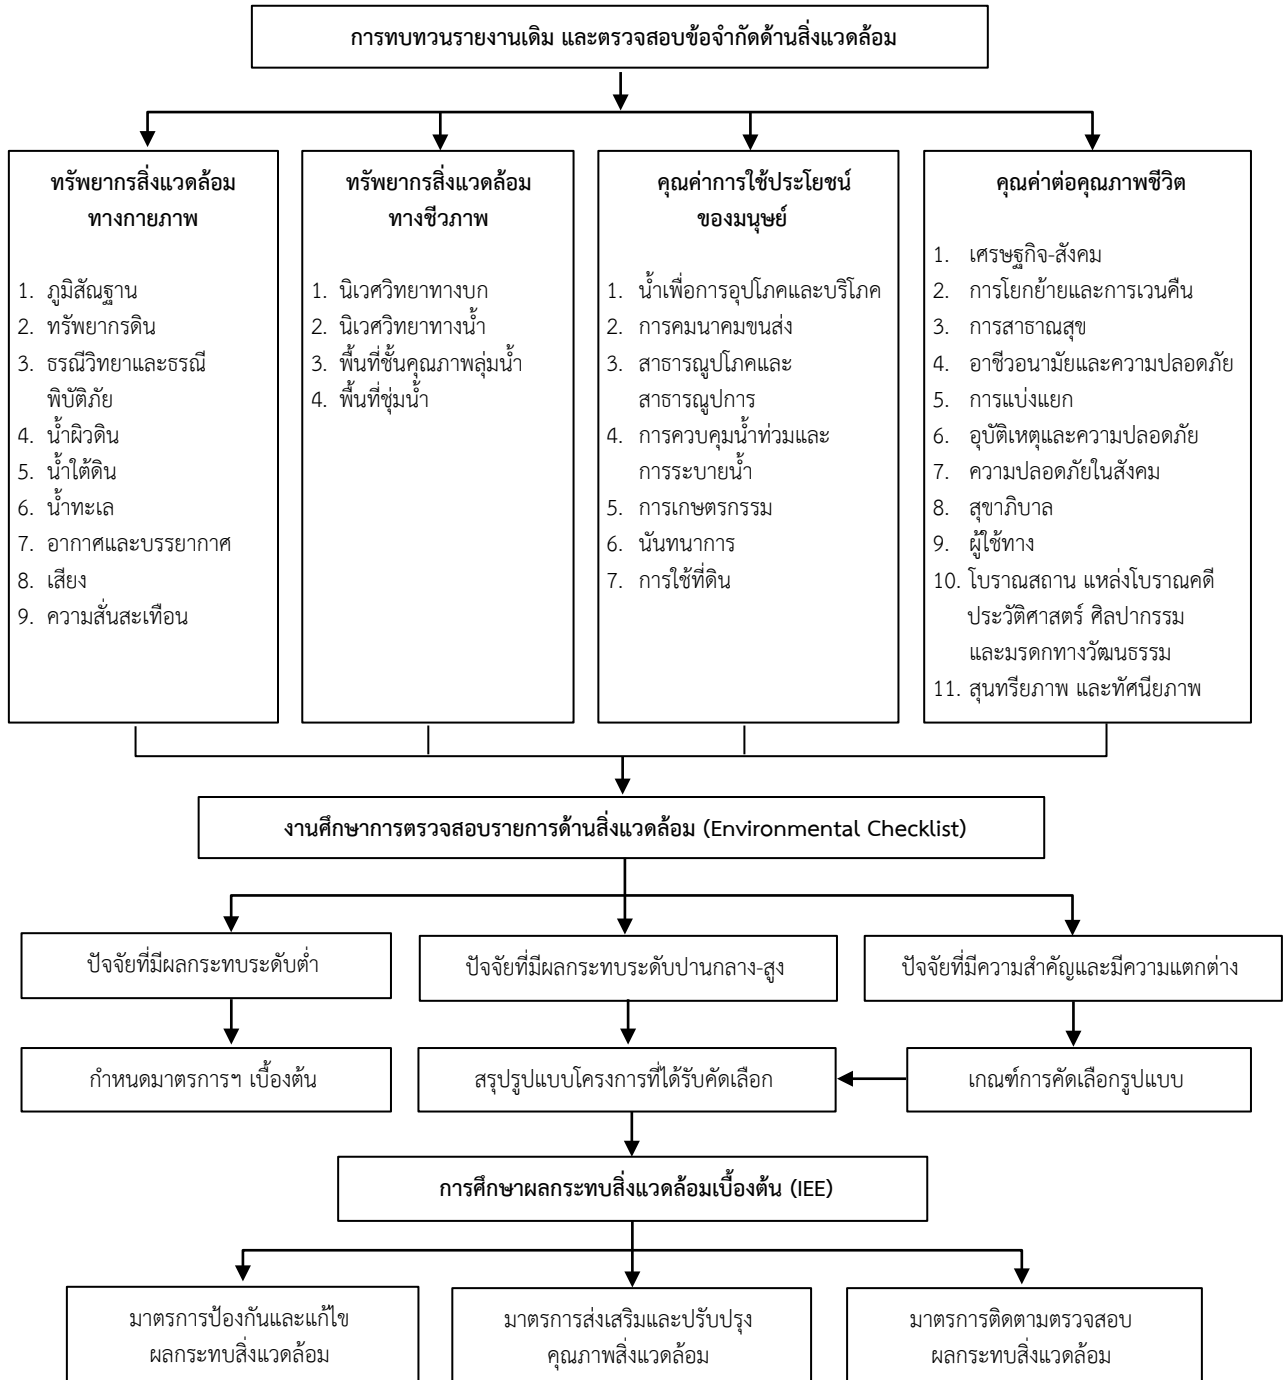 การทบทวนรายงานเดิม และตรวจสอบข้อจำกัดด้านสิ่งแวดล้อม
ทรัพยากรสิ่งแวดล้อม
ทางกายภาพ
1. ภูมิสัณฐาน
2. ทรัพยากรดิน
3. ธรณีวิทยาและธรณี
พิบัติภัย
4. น้ำผิวดิน
5. น้ำใต้ดิน
6. น้ำทะเล
7. อากาศและบรรยากาศ
8. เสียง
9. ความสั่นสะเทือน
ทรัพยากรสิ่งแวดล้อม
ทางชีวภาพ
1. นิเวศวิทยาทางบก
2. นิเวศวิทยาทางน้ำ
3. พื้นที่ชั้นคุณภาพลุ่มน้ำ
4. พื้นที่ชุ่มน้ำ
คุณค่าการใช้ประโยชน์
ของมนุษย์
1. น้ำเพื่อการอุปโภคและบริโภค
2. การคมนาคมขนส่ง
3. สาธารณูปโภคและ
สาธารณูปการ
4. การควบคุมน้ำท่วมและ
การระบายน้ำ
5. การเกษตรกรรม
6. นันทนาการ
7. การใช้ที่ดิน
คุณค่าต่อคุณภาพชีวิต
1. เศรษฐกิจ-สังคม
2. การโยกย้ายและการเวนคืน
3. การสาธาณสุข
4. อาชีวอนามัยและความปลอดภัย
5. การแบ่งแยก
6. อุบัติเหตุและความปลอดภัย
7. ความปลอดภัยในสังคม
8. สุขาภิบาล
9. ผู้ใช้ทาง
10. โบราณสถาน แหล่งโบราณคดี
ประวัติศาสตร์ ศิลปากรรม
และมรดกทางวัฒนธรรม
11. สุนทรียภาพ และทัศนียภาพ
งานศึกษาการตรวจสอบรายการด้านสิ่งแวดล้อม (Environmental Checklist)
ปัจจัยที่มีผลกระทบระดับต่ำ
ปัจจัยที่มีผลกระทบระดับปานกลาง-สูง
ปัจจัยที่มีความสำคัญและมีความแตกต่าง
กำหนดมาตรการฯ เบื้องต้น
สรุปรูปแบบโครงการที่ได้รับคัดเลือก
เกณฑ์การคัดเลือกรูปแบบ
การศึกษาผลกระทบสิ่งแวดล้อมเบื้องต้น (IEE)
มาตรการป้องกันและแก้ไข
ผลกระทบสิ่งแวดล้อม
มาตรการส่งเสริมและปรับปรุง
คุณภาพสิ่งแวดล้อม
มาตรการติดตามตรวจสอบ
ผลกระทบสิ่งแวดล้อม